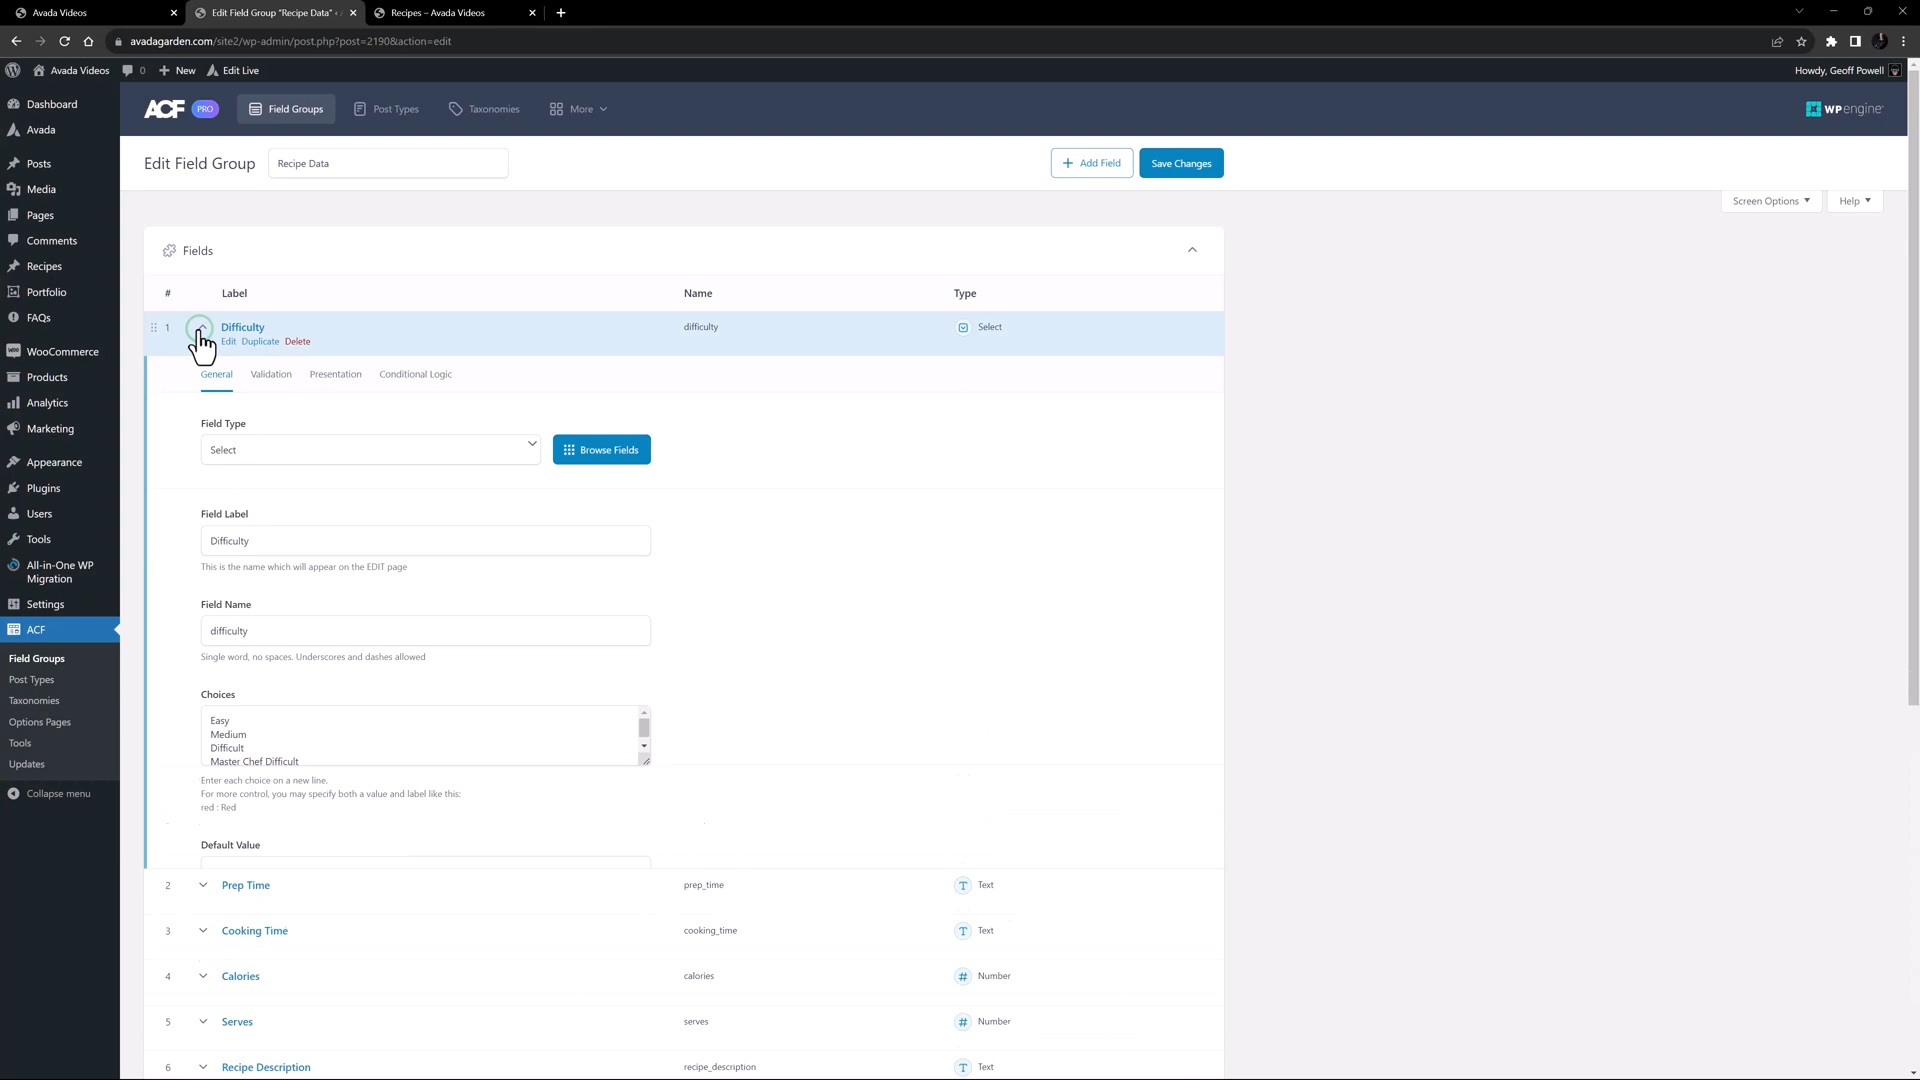 Avada Videos
Edit Field Group "Recipe Data" ‹
Recipes – Avada Videos
avadagarden.com/site2/wp-admin/post.php?post=2190&action=edit
Avada Videos
0
New
Edit Live
Howdy, Geoff Powell
Dashboard
Avada
Posts
Media
Pages
Comments
Recipes
Portfolio
FAQs
WooCommerce
Products
Analytics
Marketing
Appearance
Plugins
Users
Tools
All-in-One WP
Migration
Settings
ACF
Field Groups
Post Types
Taxonomies
Options Pages
Tools
Updates
Collapse menu
ACF PRO
Field Groups
Post Types
Taxonomies
More
WP engine
Edit Field Group
Recipe Data
+ Add Field
Save Changes
Screen Options
Help
Fields
# Label Name Type
1 Difficulty difficulty Select
Edit Duplicate Delete
General Validation Presentation Conditional Logic
Field Type
Select
Browse Fields
Field Label
Difficulty
This is the name which will appear on the EDIT page
Field Name
difficulty
Single word, no spaces. Underscores and dashes allowed
Choices
Easy
Medium
Difficult
Master Chef Difficult
Enter each choice on a new line.
For more control, you may specify both a value and label like this:
red : Red
Default Value
2 Prep Time prep_time T Text
3 Cooking Time cooking_time T Text
4 Calories calories # Number
5 Serves serves # Number
6 Recipe Description recipe_description T Text